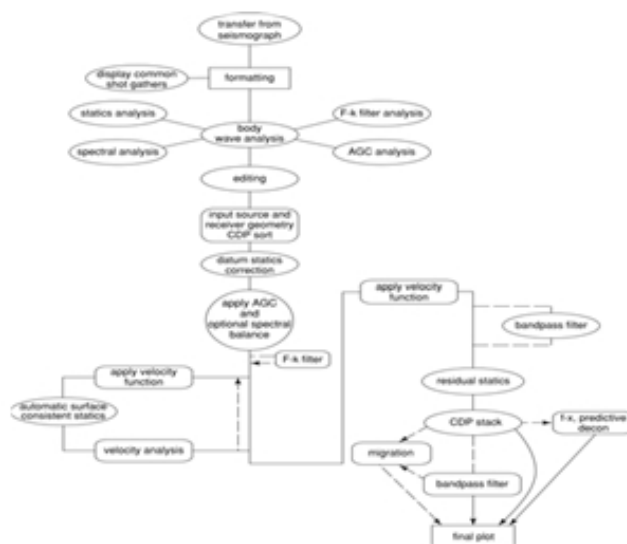 transfer from
seismograph
display common
shot gathers
formatting
statics analysis
F-k filter analysis
body
wave analysis
spectral analysis
AGC analysis
editing
input source and
receiver geometry
CDP sort
datum statics
correction
apply velocity
function
apply AGC
and
optional spectral
balance
bandpass filter
F-k filter
apply velocity
function
residual statics
automatic surface
consistent statics
CDP stack
f-x, predictive
decon
velocity analysis
migration
bandpass filter
final plot